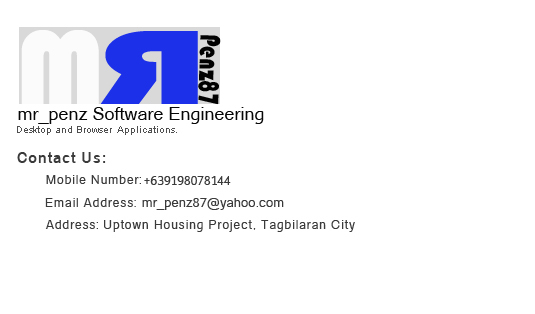 mR Penz87
mr_penz Software Engineering
Desktop and Browser Applications.
Contact Us:
Mobile Number:+639198078144
Email Address: mr_penz87@yahoo.com
Address: Uptown Housing Project, Tagbilaran City